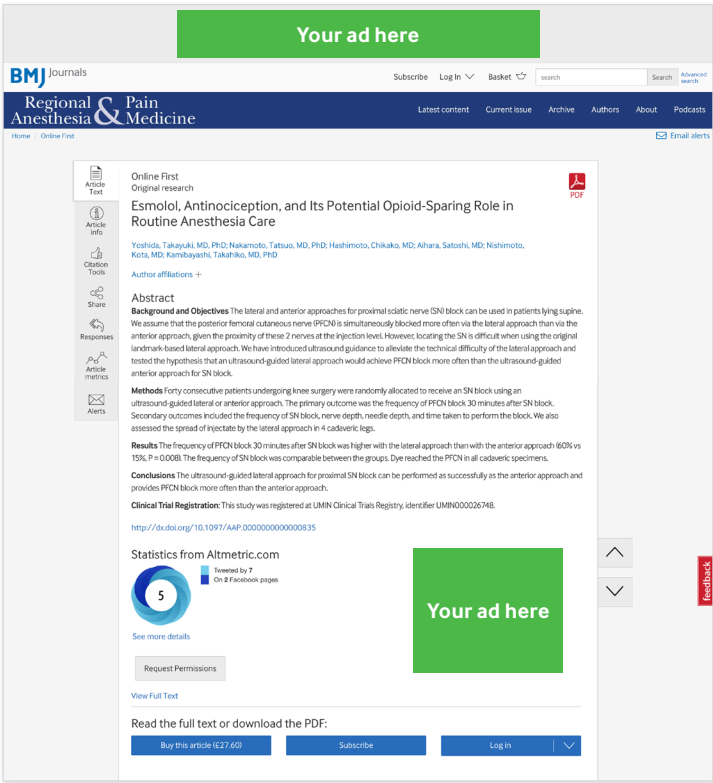 Your ad here
BMJ Journals
Subscribe Log In Basket search Search Advanced search
Regional Anesthesia & Pain Medicine
Latest content Current issue Archive Authors About Podcasts
Home / Online First
Email alerts
Article Text
Article info
Citation Tools
Share
Responses
Article metrics
Alerts
Online First
Original research
PDF
Esmolol, Antinociception, and Its Potential Opioid-Sparing Role in
Routine Anesthesia Care
Yoshida, Takayuki, MD, PhD; Nakamoto, Tatsuo, MD, PhD; Hashimoto, Chikako, MD; Aihara, Satoshi, MD; Nishimoto,
Kota, MD; Kamibayashi, Takahiko, MD, PhD
Author affiliations +
Abstract
Background and Objectives The lateral and anterior approaches for proximal sciatic nerve (SN) block can be used in patients lying supine.
We assume that the posterior femoral cutaneous nerve (PFCN) is simultaneously blocked more often via the lateral approach than via the
anterior approach, given the proximity of these 2 nerves at the injection level. However, locating the SN is difficult when using the original
landmark-based lateral approach. We have introduced ultrasound guidance to alleviate the technical difficulty of the lateral approach and
tested the hypothesis that an ultrasound-guided lateral approach would achieve PFCN block more often than the ultrasound-guided
anterior approach for SN block.
Methods Forty consecutive patients undergoing knee surgery were randomly allocated to receive an SN block using an
ultrasound-guided lateral or anterior approach. The primary outcome was the frequency of PFCN block 30 minutes after SN block.
Secondary outcomes included the frequency of SN block, nerve depth, needle depth, and time taken to perform the block. We also
assessed the spread of injectate by the lateral approach in 4 cadaveric legs.
Results The frequency of PFCN block 30 minutes after SN block was higher with the lateral approach than with the anterior approach (60% vs
15%, P = 0.008). The frequency of SN block was comparable between the groups. Dye reached the PFCN in all cadaveric specimens.
Conclusions The ultrasound-guided lateral approach for proximal SN block can be performed as successfully as the anterior approach and
provides PFCN block more often than the anterior approach.
Clinical Trial Registration: This study was registered at UMIN Clinical Trials Registry, identifier UMIN000026748.
http://dx.doi.org/10.1097/AAP.0000000000000835
Statistics from Altmetric.com
5
Tweeted by 7
On 2 Facebook pages
See more details
Your ad here
Request Permissions
View Full Text
feedback
Read the full text or download the PDF:
Buy this article (£27.60) Subscribe Log in